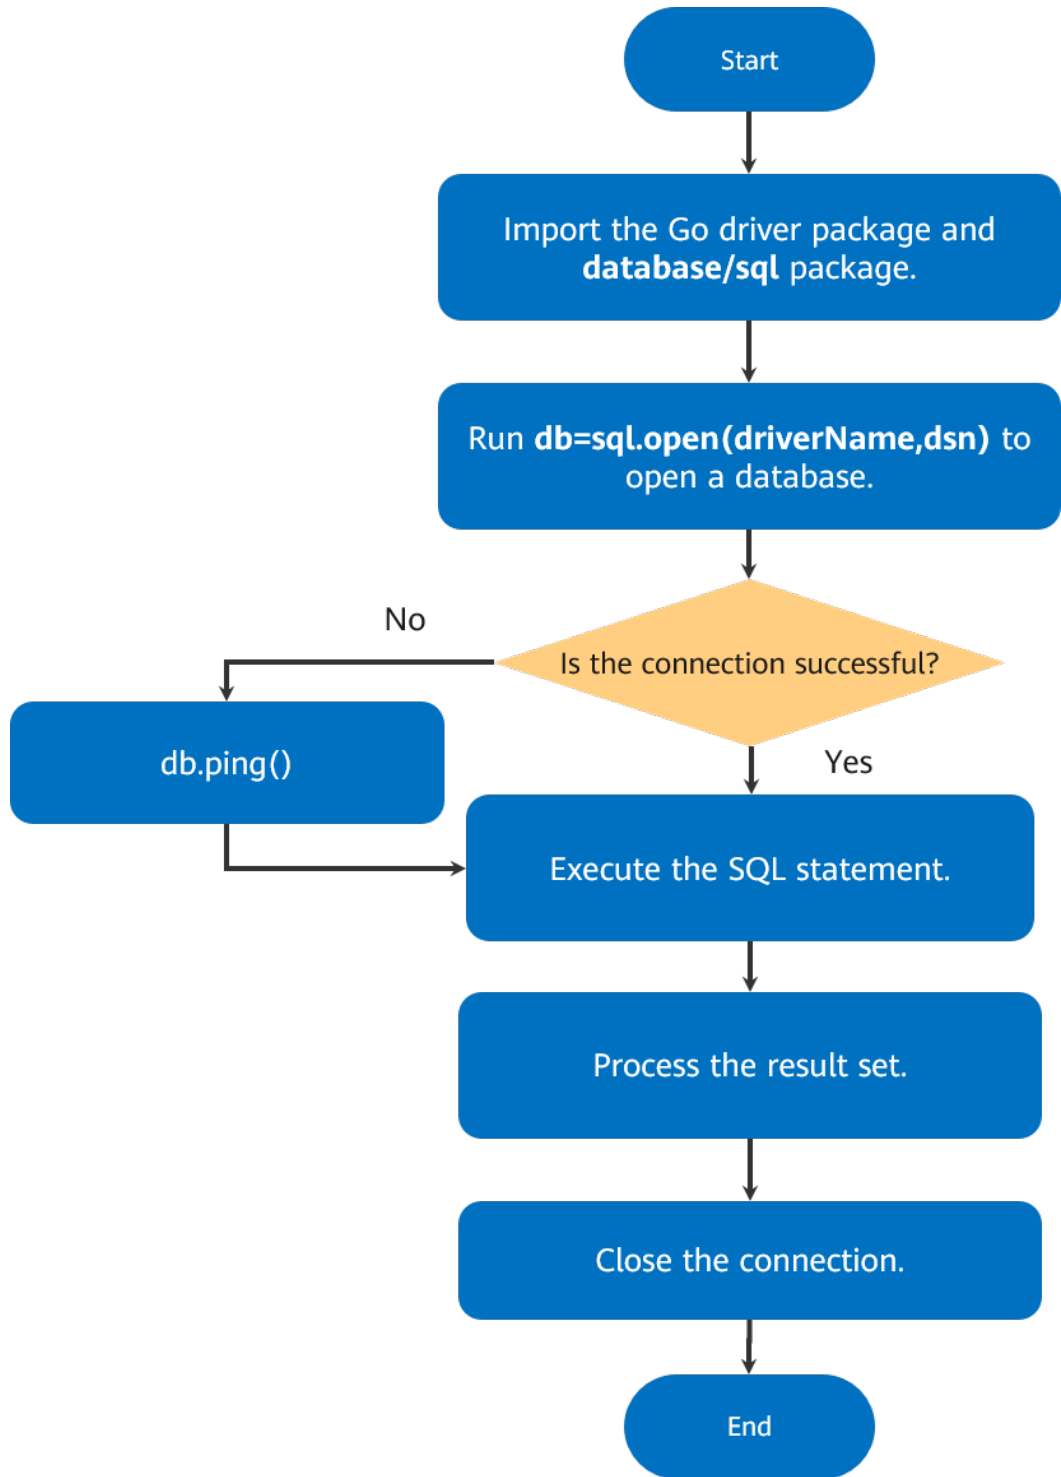 Start
Import the Go driver package and
database/sql package.
Run db=sql.open(driverName,dsn) to
open a database.
No
Is the connection successful?
db.ping()
Yes
Execute the SQL statement.
Process the result set.
Close the connection.
End